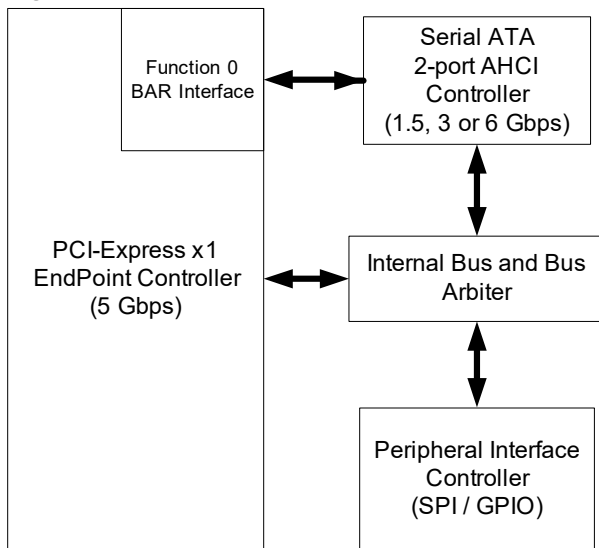 Function 0
BAR Interface
Serial ATA
2-port AHCI
Controller
(1.5, 3 or 6 Gbps)
PCI-Express x1
EndPoint Controller
(5 Gbps)
Internal Bus and Bus
Arbiter
Peripheral Interface
Controller
(SPI / GPIO)